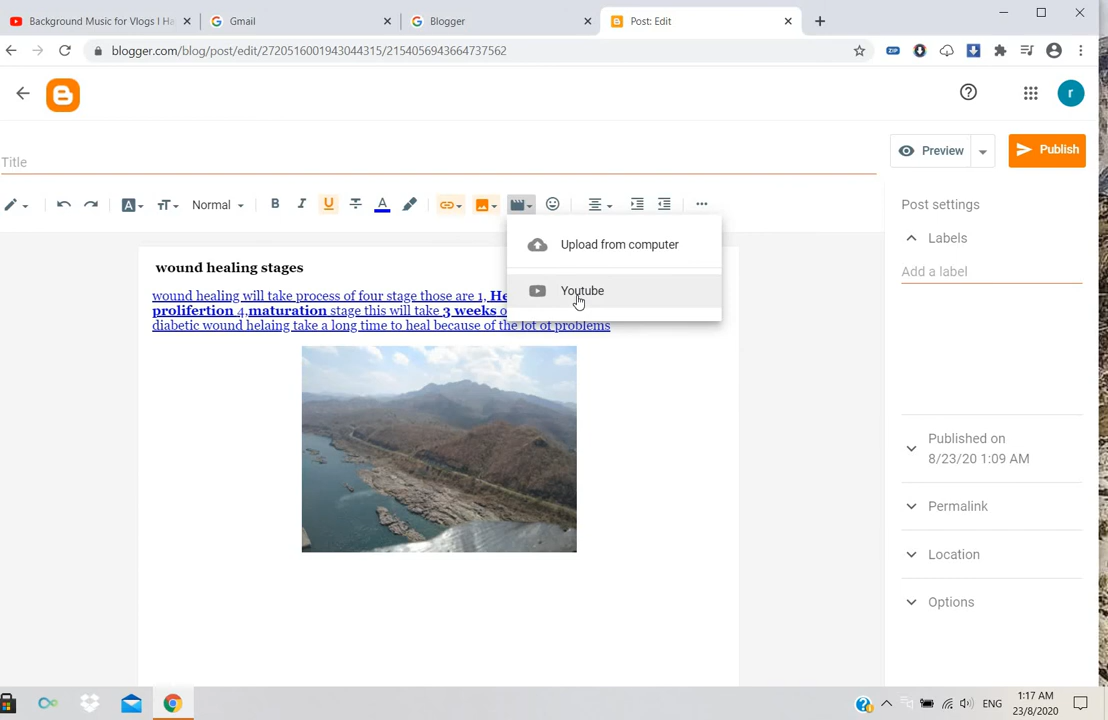 Background Music for Vlogs I Ha
Gmail
Blogger
Post: Edit
blogger.com/blog/post/edit/2720516001943044315/2154056943664737562
ZIP
r
Title
Preview
Publish
Normal
B
I
U
A
Post settings
Upload from computer
Labels
wound healing stages
Add a label
Youtube
wound healing will take process of four stage those are 1, He
prolifertion 4,maturation stage this will take 3 weeks o
diabetic wound helaing take a long time to heal because of the lot of problems
Published on
8/23/20 1:09 AM
Permalink
Location
Options
ENG
1:17 AM
23/8/2020